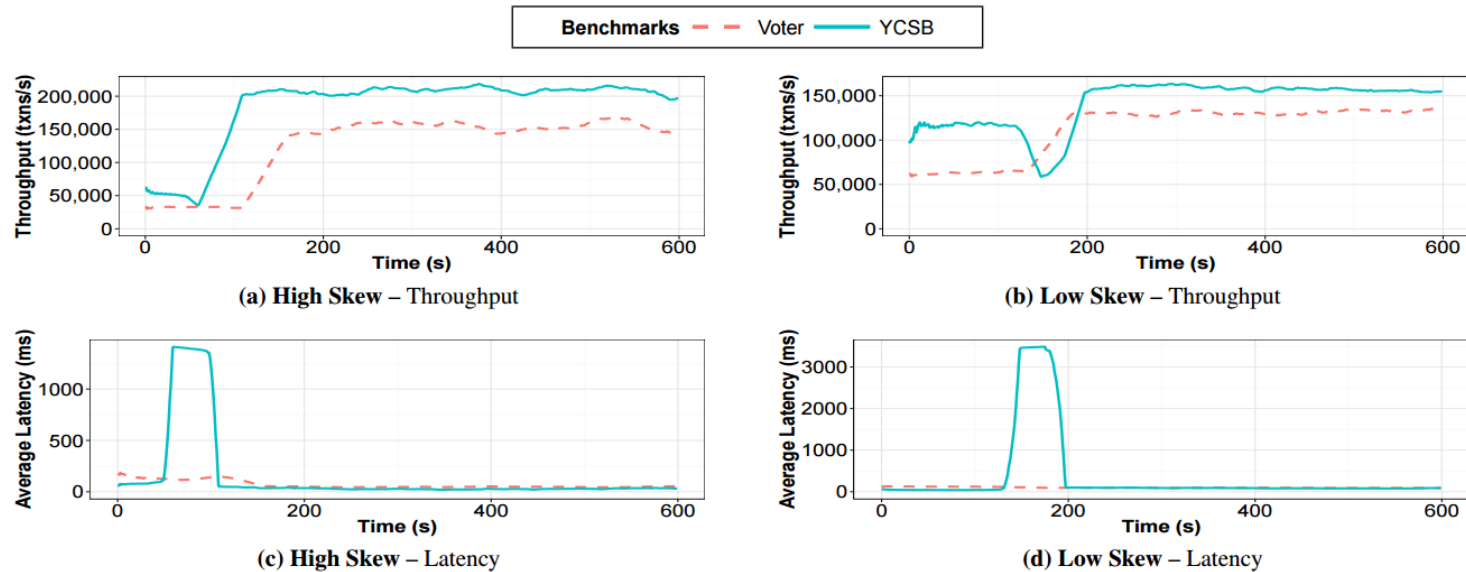 Benchmarks Voter YCSB
Throughput (txns/s)
200,000
150,000
100,000
50,000
0
0 200 400 600
Time (s)
(a) High Skew – Throughput
Throughput (txns/s)
150,000
100,000
50,000
0
0 200 400 600
Time (s)
(b) Low Skew – Throughput
Average Latency (ms)
1000
500
0
0 200 400 600
Time (s)
(c) High Skew – Latency
Average Latency (ms)
3000
2000
1000
0
0 200 400 600
Time (s)
(d) Low Skew – Latency